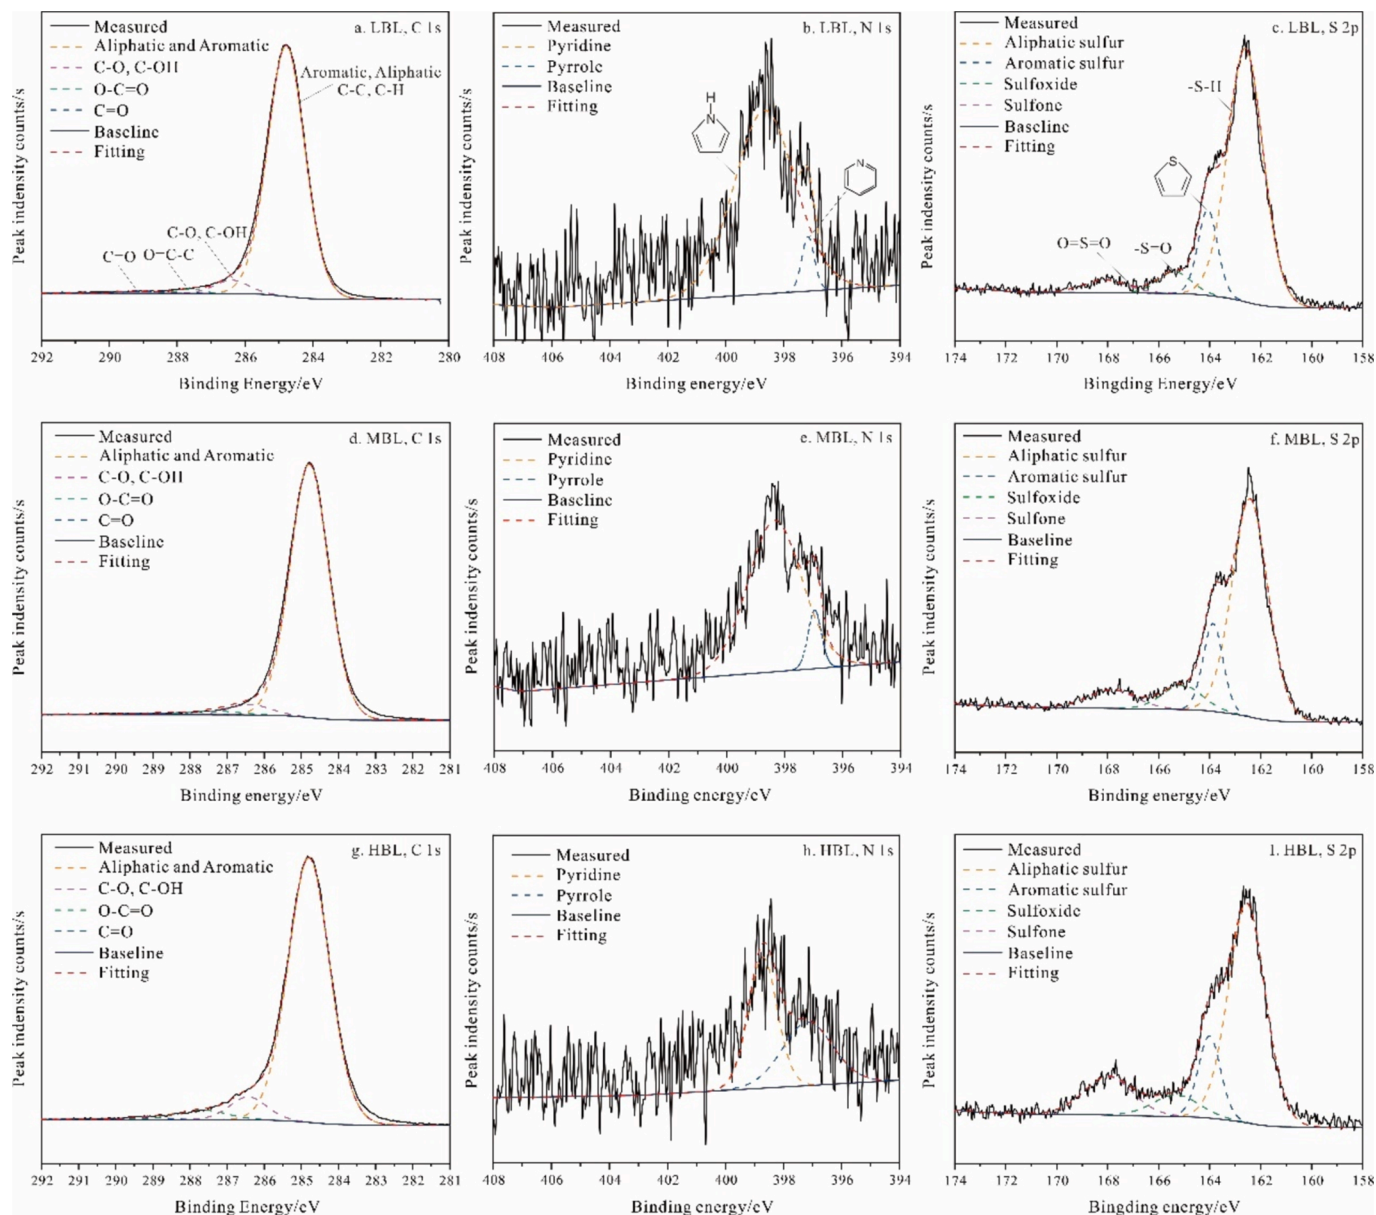 Measured
Aliphatic and Aromatic
C-O, C-OH
O-C=O
C=O
Baseline
Fitting
a. LBL, C 1s
Aromatic, Aliphatic
C-C, C-H
C-O, C-OH
C=O
O=C-C
Peak indensity counts/s
292 290 288 286 284 282 280
Binding Energy/eV
Measured
Pyridine
Pyrrole
Baseline
Fitting
b. LBL, N 1s
H
N
N
Peak indensity counts/s
408 406 404 402 400 398 396 394
Binding energy/eV
Measured
Aliphatic sulfur
Aromatic sulfur
Sulfoxide
Sulfone
Baseline
Fitting
c. LBL, S 2p
-S-H
S
O=S=O
-S=O
Peak indensity counts/s
174 172 170 168 166 164 162 160 158
Bingding Energy/eV
Measured
Aliphatic and Aromatic
C-O, C-OH
O-C=O
C=O
Baseline
Fitting
d. MBL, C 1s
Peak indensity counts/s
292 291 290 289 288 287 286 285 284 283 282 281
Binding energy/eV
Measured
Pyridine
Pyrrole
Baseline
Fitting
e. MBL, N 1s
Peak indensity counts/s
408 406 404 402 400 398 396 394
Binding energy/eV
Measured
Aliphatic sulfur
Aromatic sulfur
Sulfoxide
Sulfone
Baseline
Fitting
f. MBL, S 2p
Peak indensity counts/s
174 172 170 168 166 164 162 160 158
Bingding energy/eV
Measured
Aliphatic and Aromatic
C-O, C-OH
O-C=O
C=O
Baseline
Fitting
g. HBL, C 1s
Peak indensity counts/s
292 291 290 289 288 287 286 285 284 283 282 281
Binding Energy/eV
Measured
Pyridine
Pyrrole
Baseline
Fitting
h. HBL, N 1s
Peak indensity counts/s
408 406 404 402 400 398 396 394
Binding energy/eV
Measured
Aliphatic sulfur
Aromatic sulfur
Sulfoxide
Sulfone
Baseline
Fitting
I. HBL, S 2p
Peak indensity counts/s
174 172 170 168 166 164 162 160 158
Bingding energy/eV